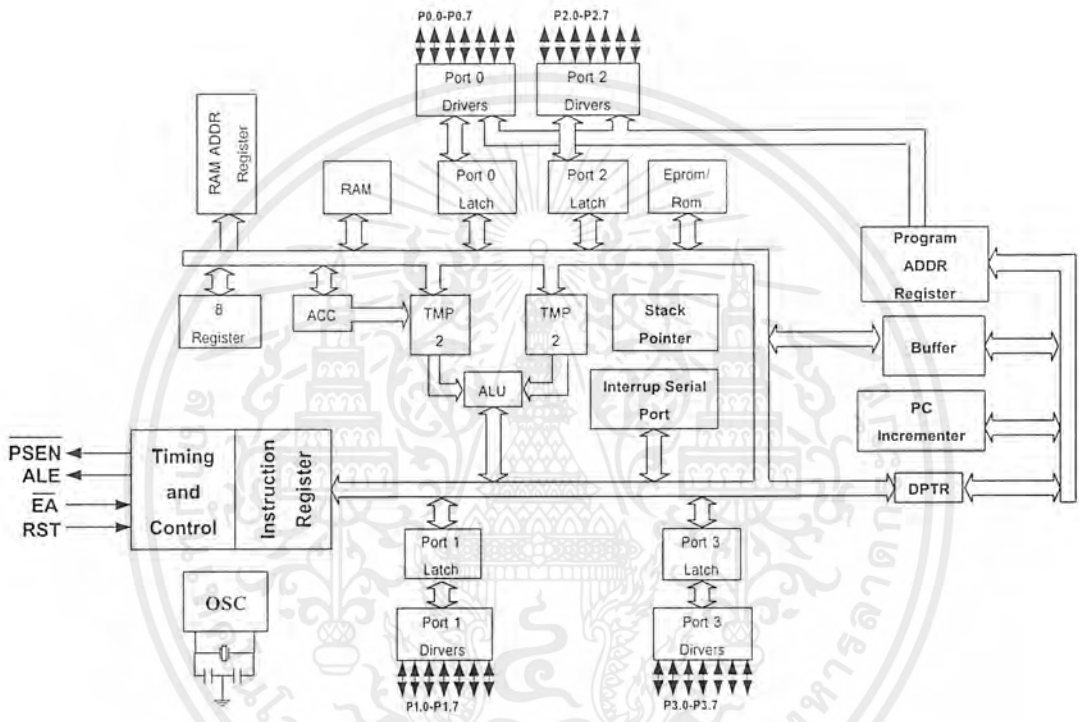 P0.0-P0.7
P2.0-P2.7
Port 0
Drivers
Port 2
Dirvers
RAM ADDR
Register
RAM
Port 0
Latch
Port 2
Latch
Eprom/
Rom
Program
ADDR
Register
8
Register
ACC
TMP
2
TMP
2
Stack
Pointer
Buffer
ALU
Interrup Serial
Port
PC
Incrementer
PSEN
ALE
EA
RST
Timing
and
Control
Instruction
Register
DPTR
Port 1
Latch
Port 3
Latch
OSC
Port 1
Dirvers
Port 3
Dirvers
P1.0-P1.7
P3.0-P3.7